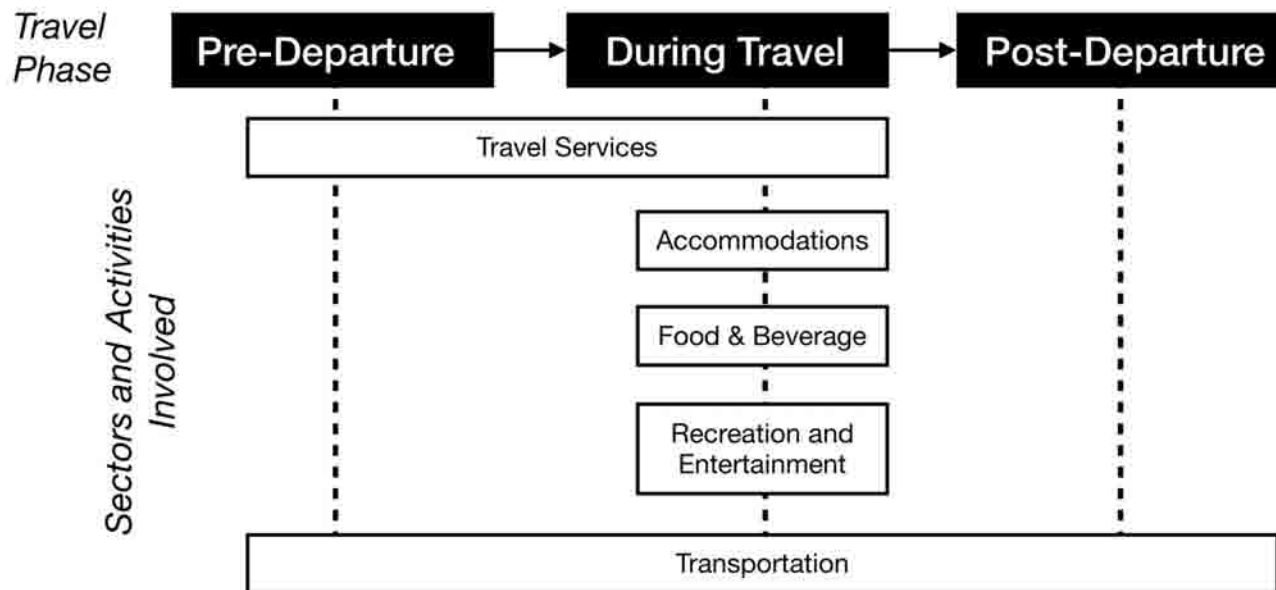 Travel
Phase
Pre-Departure
During Travel
Post-Departure
Travel Services
Sectors and Activities
Involved
Accommodations
Food & Beverage
Recreation and
Entertainment
Transportation